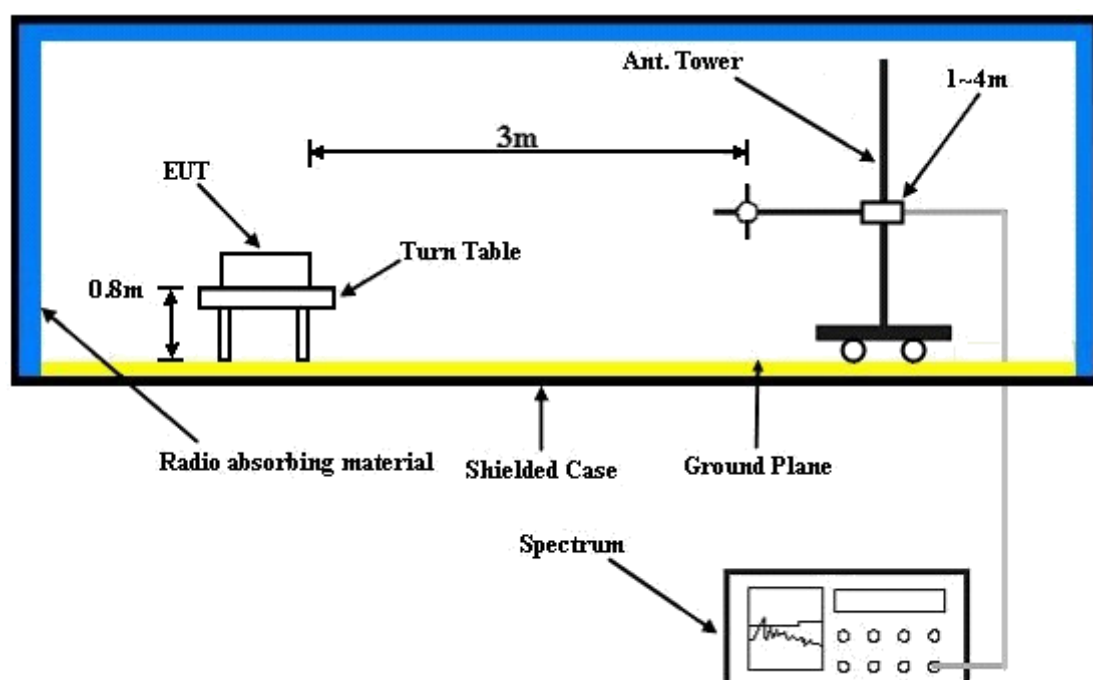 Ant. Tower
1~4m
3m
EUT
Turn Table
0.8m
Radio absorbing material
Shielded Case
Ground Plane
Spectrum